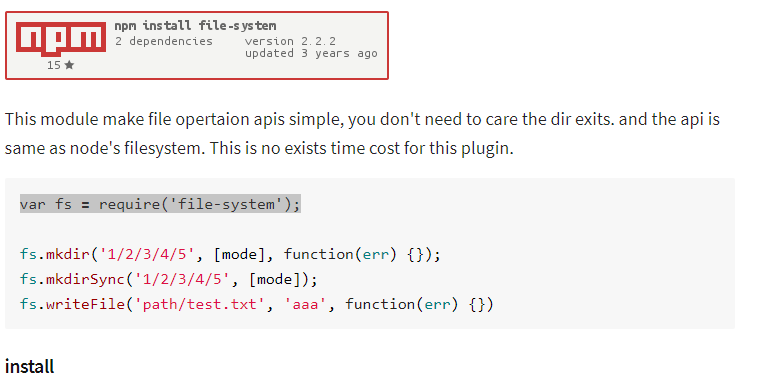 npm
npm install file-system
2 dependencies version 2.2.2
updated 3 years ago
15 ★
This module make file opertaion apis simple, you don't need to care the dir exits. and the api is
same as node's filesystem. This is no exists time cost for this plugin.
var fs = require('file-system');
fs.mkdir('1/2/3/4/5', [mode], function(err) {});
fs.mkdirSync('1/2/3/4/5', [mode]);
fs.writeFile('path/test.txt', 'aaa', function(err) {})
install